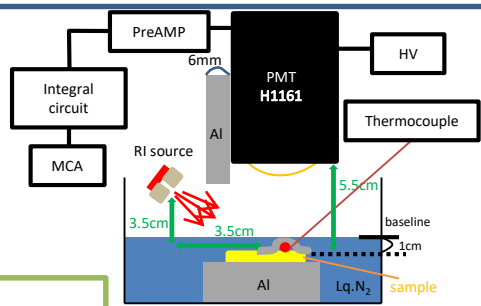 PreAMP
HV
6mm
PMT
H1161
Integral
circuit
Al
Thermocouple
RI source
MCA
5.5cm
3.5cm
3.5cm
baseline
1cm
Al
Lq.N₂
sample